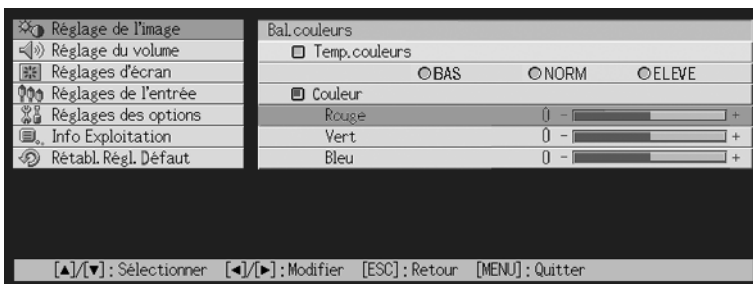 Réglage de l'image
Réglage du volume
Réglages d'écran
Réglages de l'entrée
Réglages des options
Info Exploitation
Rétabl. Régl. Défaut
Bal.couleurs
Temp.couleurs
BAS NORM ELEVE
Couleur
Rouge 0 - +
Vert 0 - +
Bleu 0 - +
[▲]/[▼] : Sélectionner [◄]/[►] : Modifier [ESC] : Retour [MENU] : Quitter